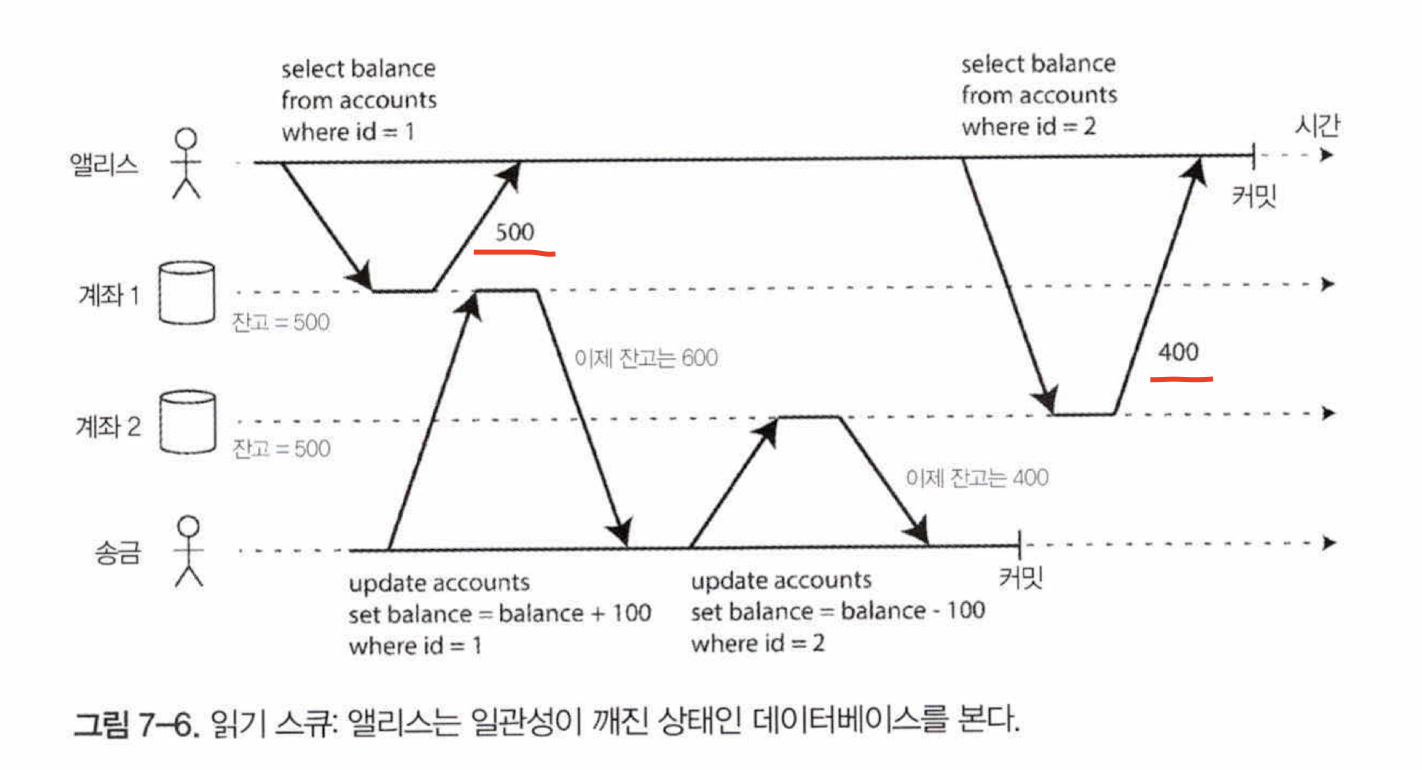 select balance
from accounts
where id = 1
select balance
from accounts
where id = 2
시간
앨리스
커밋
500
계좌 1
잔고 = 500
이제 잔고는 600
400
계좌 2
잔고 = 500
이제 잔고는 400
송금
커밋
update accounts
set balance = balance + 100
where id = 1
update accounts
set balance = balance - 100
where id = 2
그림 7-6. 읽기 스큐: 앨리스는 일관성이 깨진 상태인 데이터베이스를 본다.